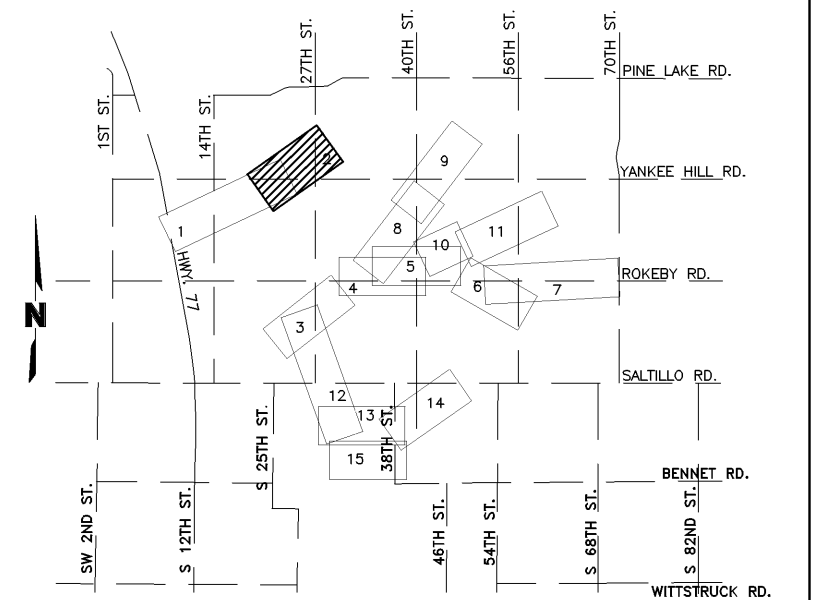 27TH ST.
40TH ST.
56TH ST.
70TH ST.
PINE LAKE RD.
1ST ST.
14TH ST.
2
9
YANKEE HILL RD.
1
8
11
10
HWY. 77
5
ROKEBY RD.
4
6
7
N
3
SALTILLO RD.
12
14
13
S 25TH ST.
38TH ST.
15
BENNET RD.
SW 2ND ST.
S 12TH ST.
46TH ST.
54TH ST.
S 68TH ST.
S 82ND ST.
WITTSTRUCK RD.